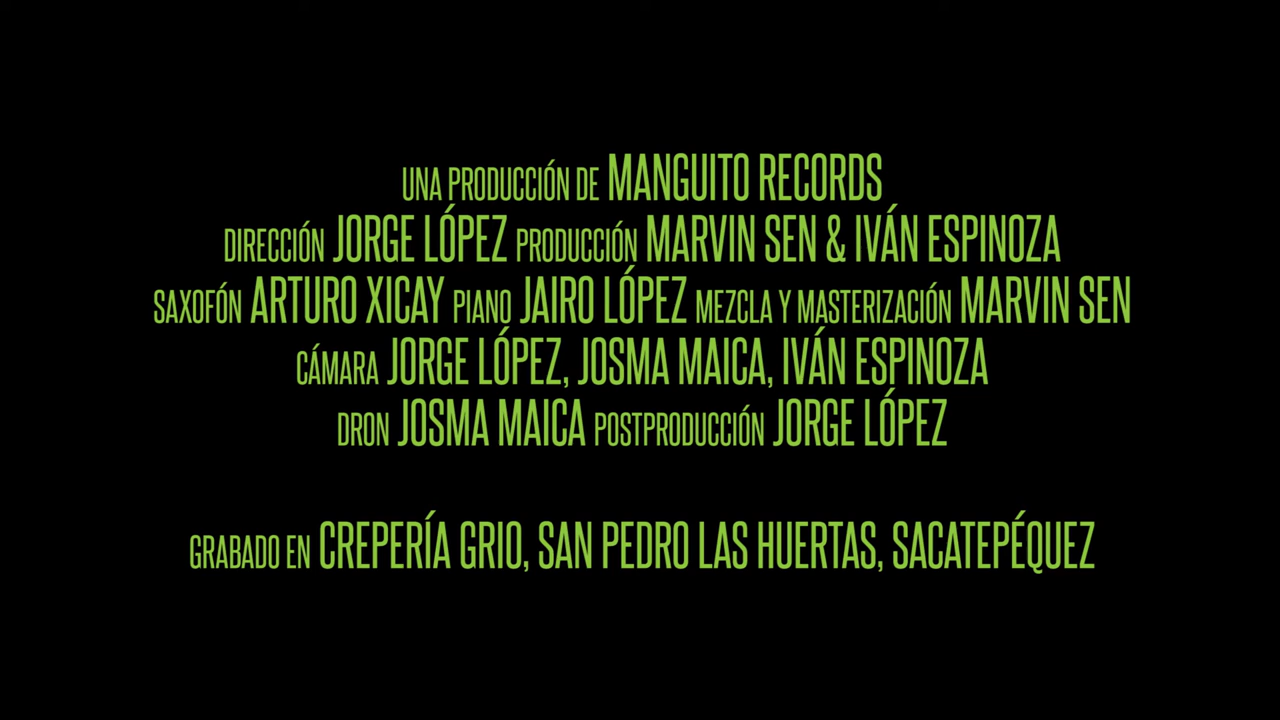 UNA PRODUCCIÓN DE MANGUITO RECORDS
DIRECCIÓN JORGE LÓPEZ PRODUCCIÓN MARVIN SEN & IVÁN ESPINOZA
SAXOFÓN ARTURO XICAY PIANO JAIRO LÓPEZ MEZCLA Y MASTERIZACIÓN MARVIN SEN
CÁMARA JORGE LÓPEZ, JOSMA MAICA, IVÁN ESPINOZA
DRON JOSMA MAICA POSTPRODUCCIÓN JORGE LÓPEZ
GRABADO EN CREPERÍA GRIO, SAN PEDRO LAS HUERTAS, SACATEPÉQUEZ